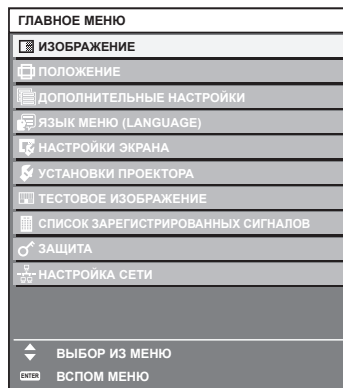 ГЛАВНОЕ МЕНЮ
ИЗОБРАЖЕНИЕ
ПОЛОЖЕНИЕ
ДОПОЛНИТЕЛЬНЫЕ НАСТРОЙКИ
ЯЗЫК МЕНЮ (LANGUAGE)
НАСТРОЙКИ ЭКРАНА
УСТАНОВКИ ПРОЕКТОРА
ТЕСТОВОЕ ИЗОБРАЖЕНИЕ
СПИСОК ЗАРЕГИСТРИРОВАННЫХ СИГНАЛОВ
ЗАЩИТА
НАСТРОЙКА СЕТИ
ВЫБОР ИЗ МЕНЮ
ENTER ВСПОМ МЕНЮ